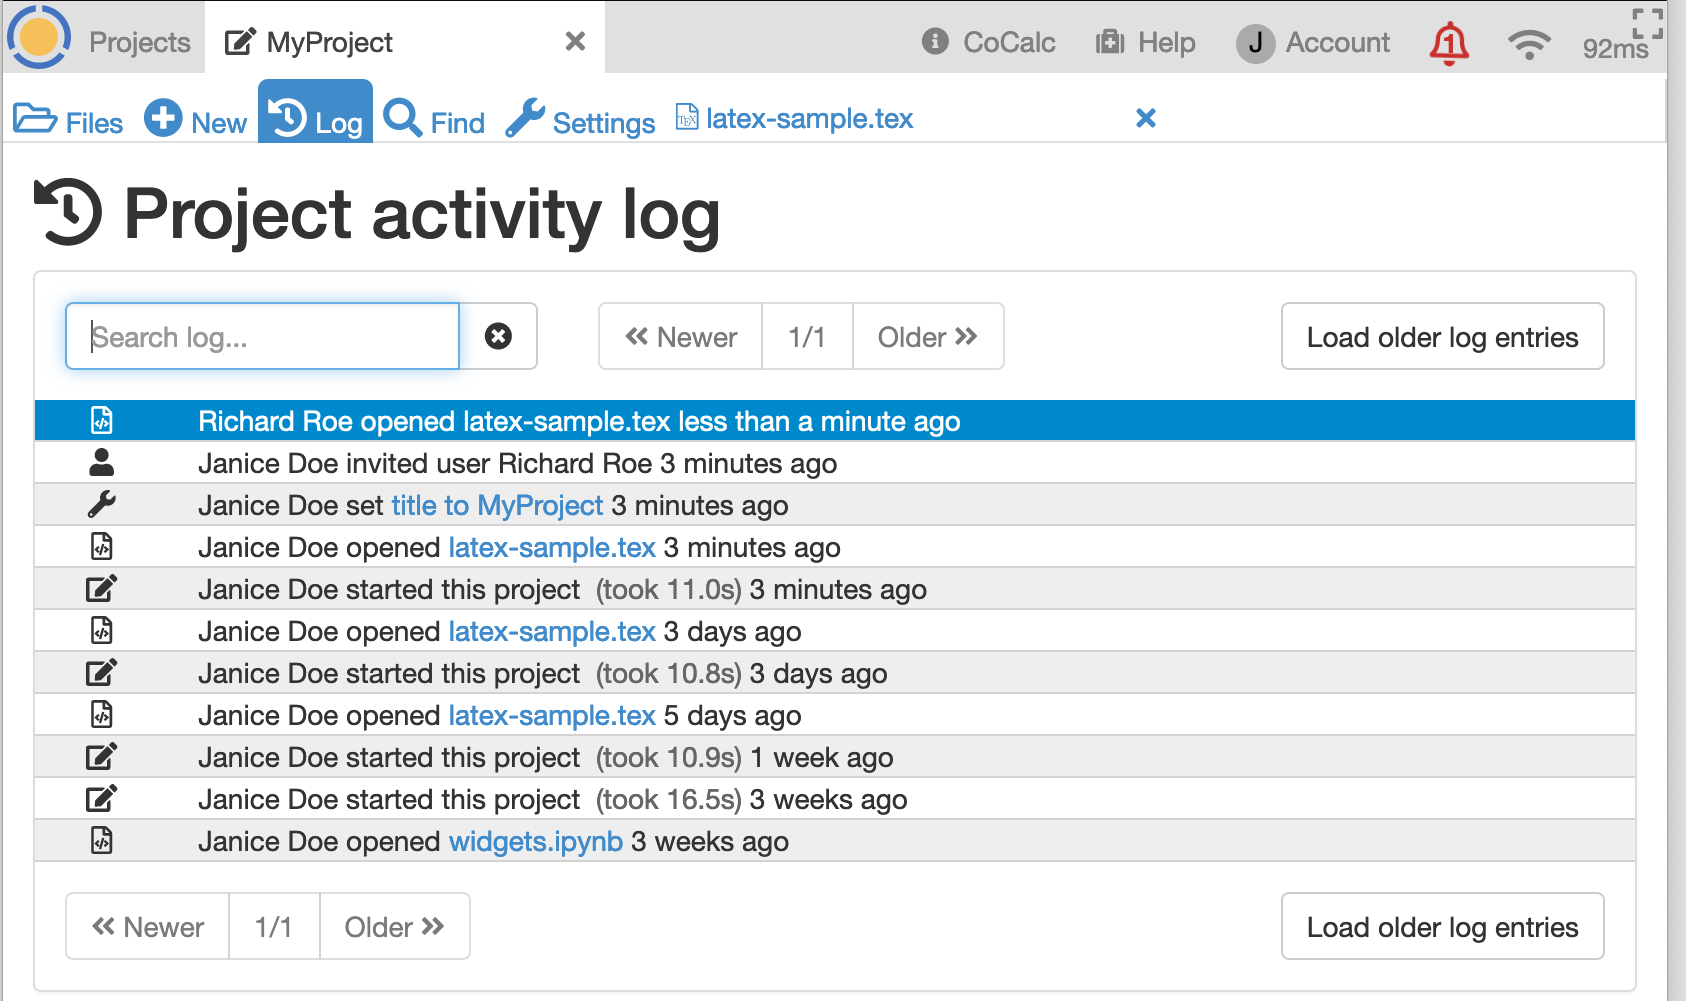 Projects MyProject CoCalc Help J Account 1 92ms
Files New Log Find Settings TEX latex-sample.tex
Project activity log
Search log... Newer 1/1 Older Load older log entries
Richard Roe opened latex-sample.tex less than a minute ago
Janice Doe invited user Richard Roe 3 minutes ago
Janice Doe set title to MyProject 3 minutes ago
Janice Doe opened latex-sample.tex 3 minutes ago
Janice Doe started this project (took 11.0s) 3 minutes ago
Janice Doe opened latex-sample.tex 3 days ago
Janice Doe started this project (took 10.8s) 3 days ago
Janice Doe opened latex-sample.tex 5 days ago
Janice Doe started this project (took 10.9s) 1 week ago
Janice Doe started this project (took 16.5s) 3 weeks ago
Janice Doe opened widgets.ipynb 3 weeks ago
Newer 1/1 Older Load older log entries